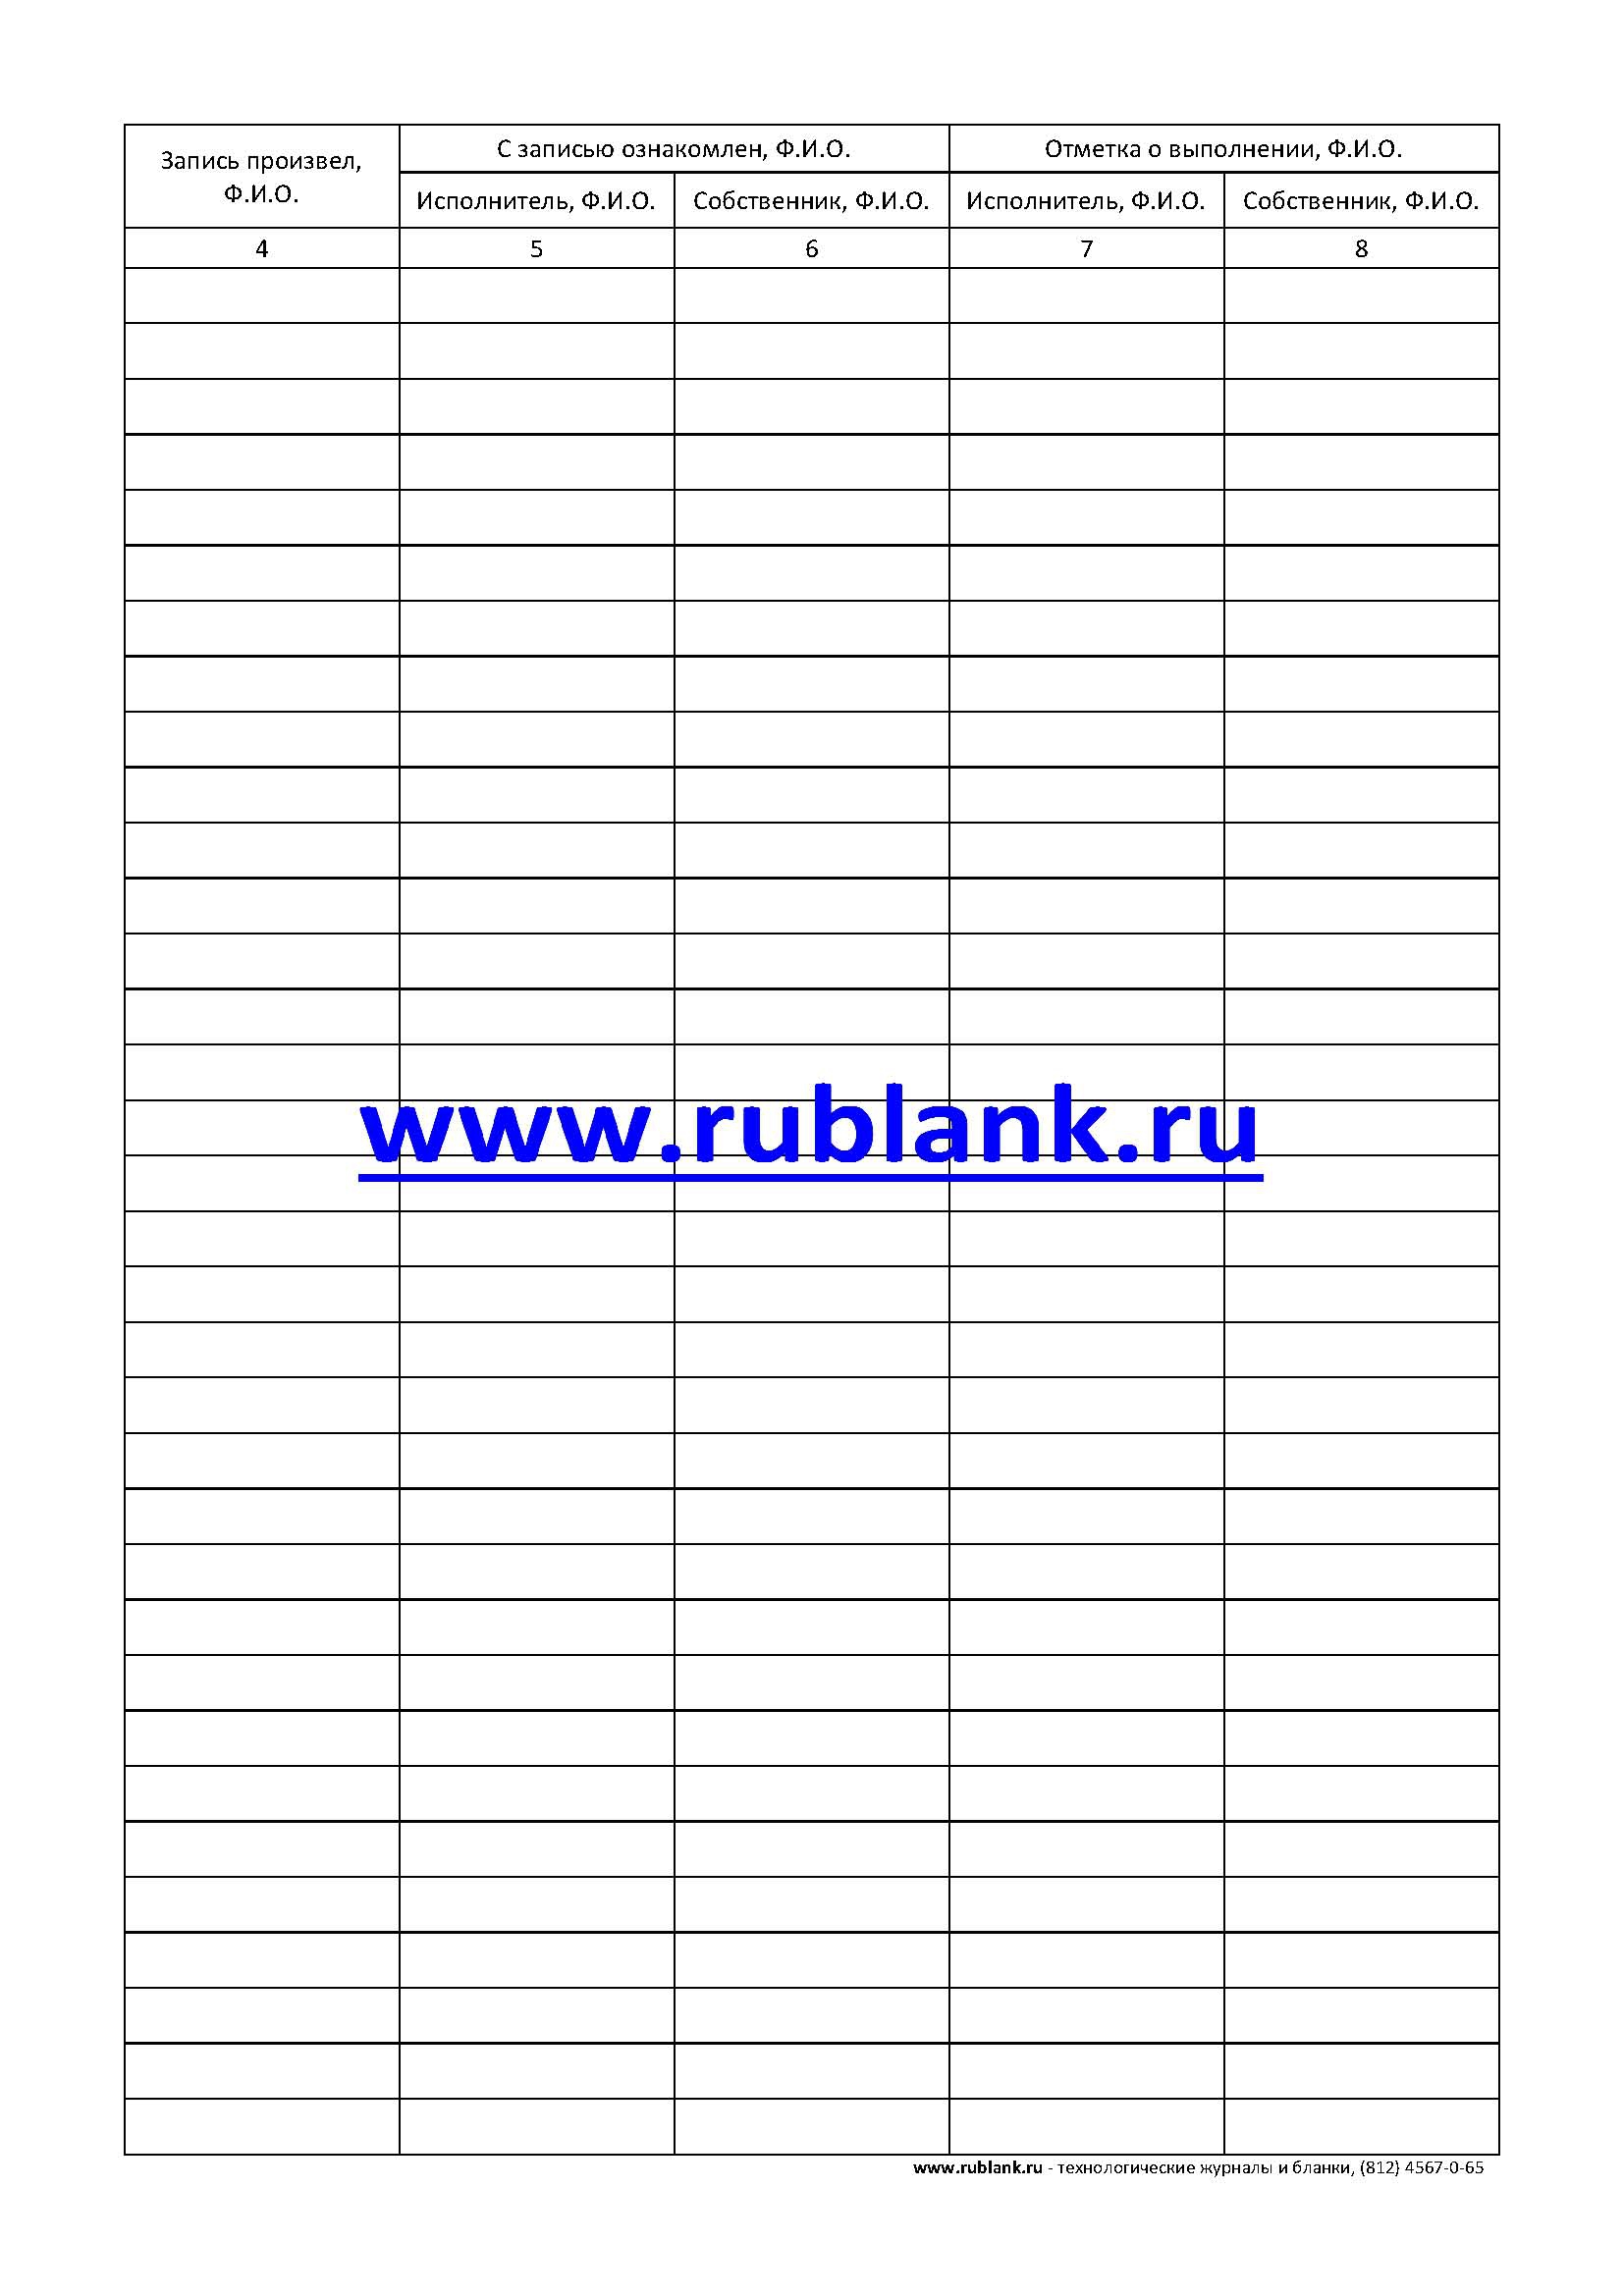 Запись произвел,
Ф.И.О.
С записью ознакомлен, Ф.И.О.
Отметка о выполнении, Ф.И.О.
Исполнитель, Ф.И.О.
Собственник, Ф.И.О.
Исполнитель, Ф.И.О.
Собственник, Ф.И.О.
4
5
6
7
8
www.rublank.ru
www.rublank.ru - технологические журналы и бланки, (812) 4567-0-65